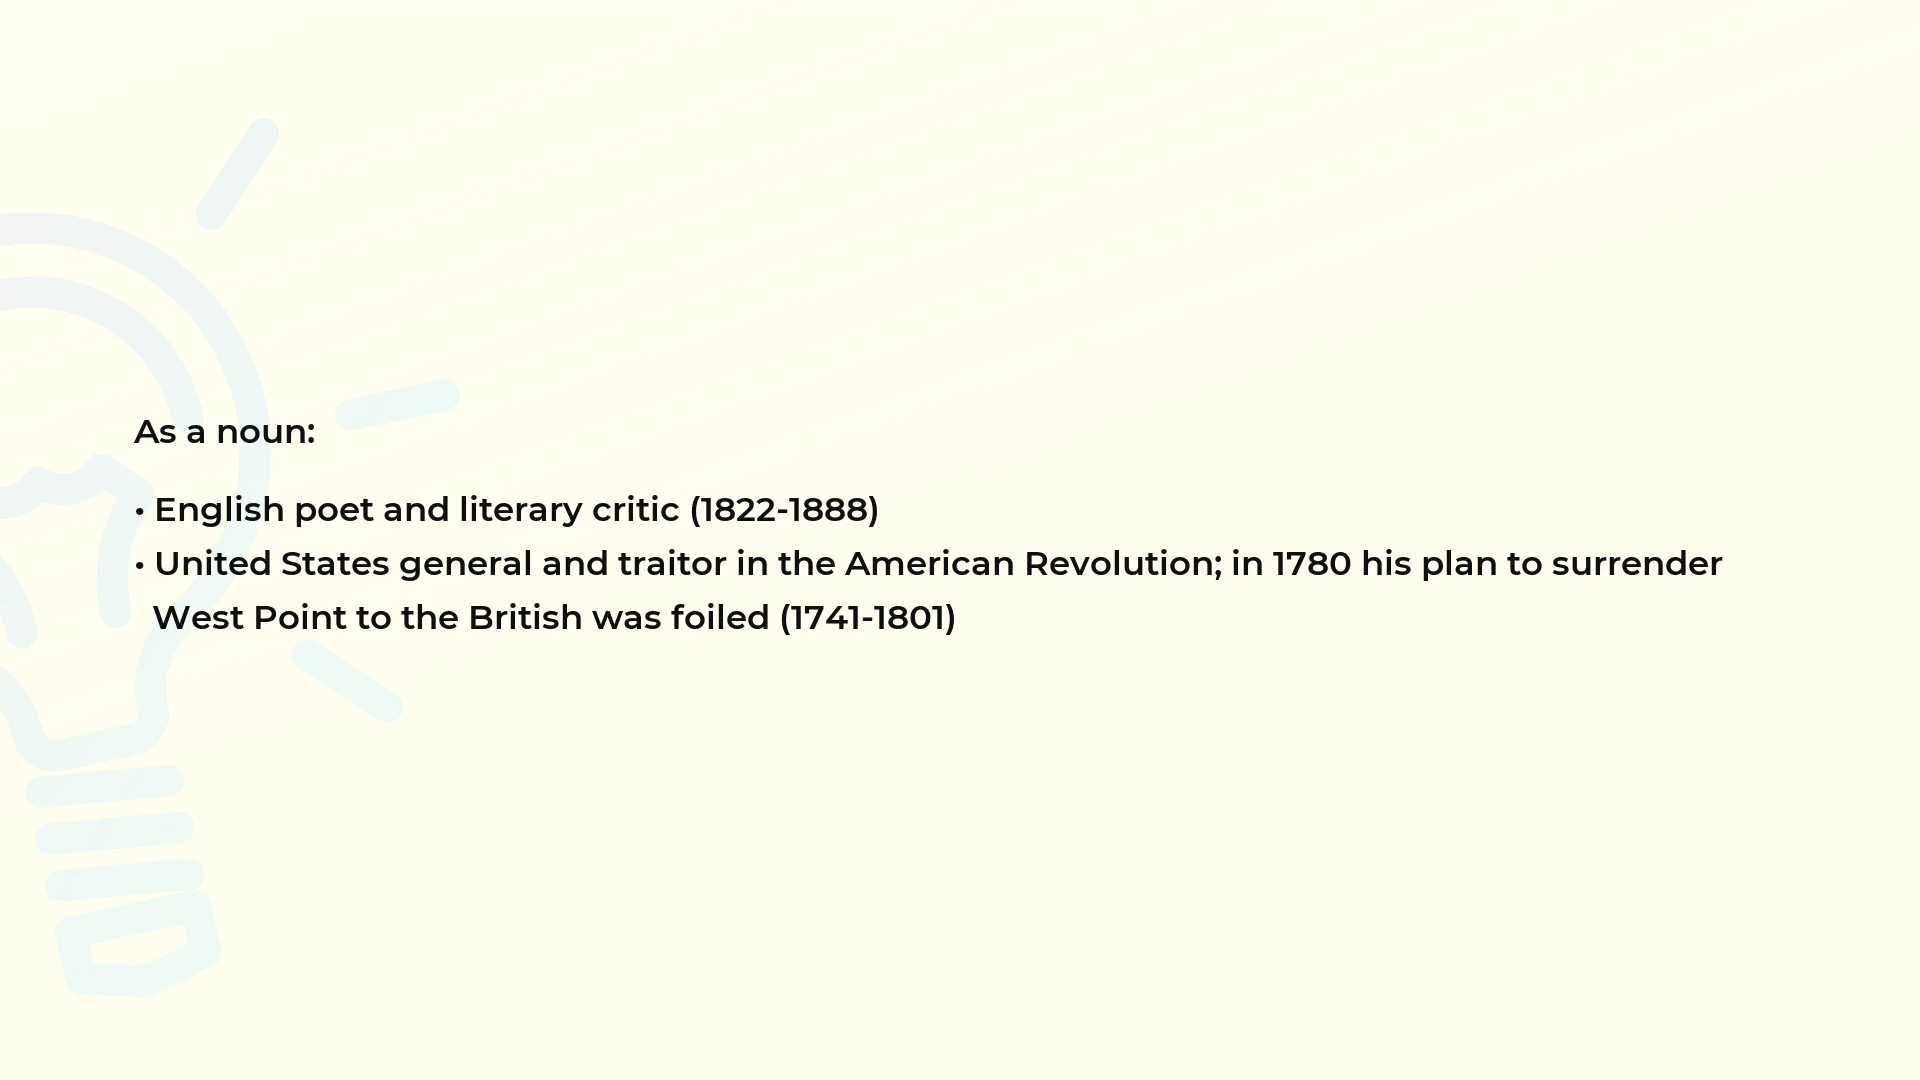 As a noun:
• English poet and literary critic (1822-1888)
• United States general and traitor in the American Revolution; in 1780 his plan to surrender
West Point to the British was foiled (1741-1801)